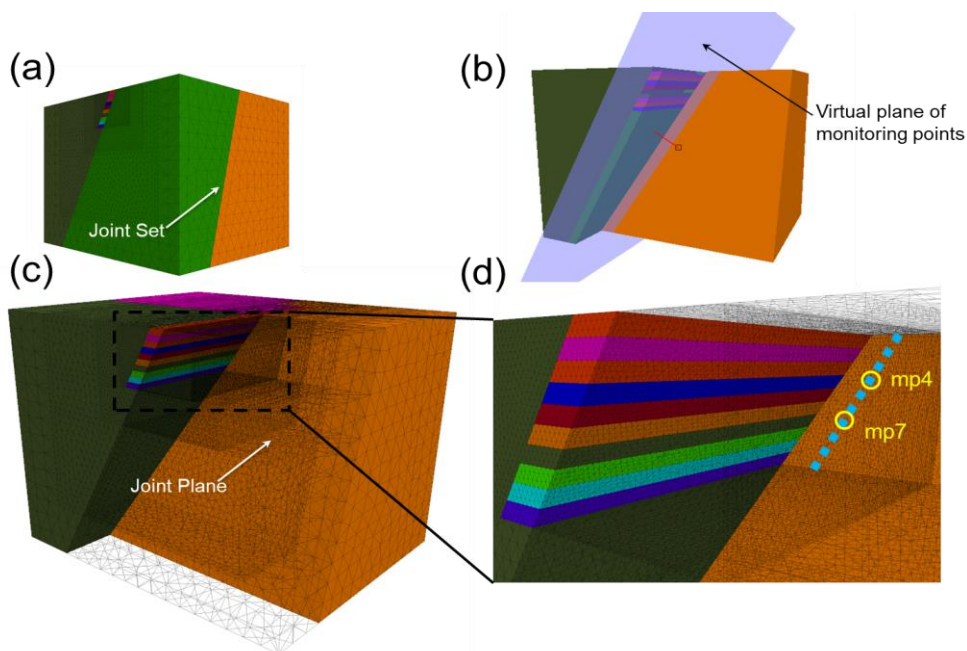 (a)
Joint Set
(b)
Virtual plane of
monitoring points
(c)
Joint Plane
(d)
mp4
mp7